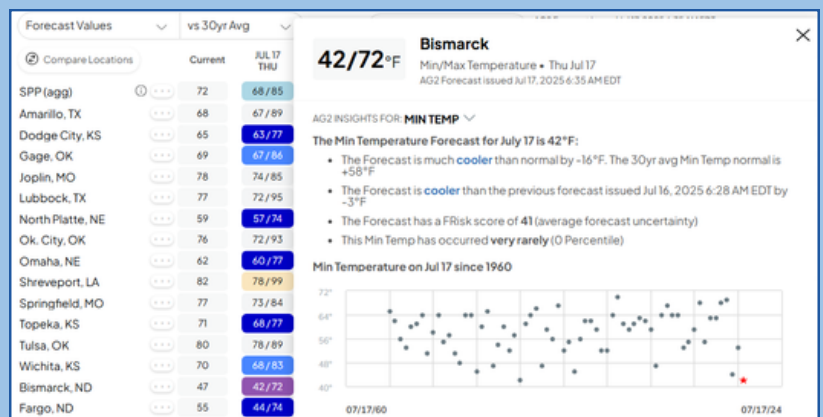 Forecast Values
vs 30yr Avg
Compare Locations
Current
JUL 17
THU
SPP (agg) 72 68/85
Amarillo, TX 68 67/89
Dodge City, KS 65 63/77
Gage, OK 69 67/86
Joplin, MO 78 74/85
Lubbock, TX 77 72/95
North Platte, NE 59 57/74
Ok. City, OK 76 72/93
Omaha, NE 62 60/77
Shreveport, LA 82 78/99
Springfield, MO 77 73/84
Topeka, KS 71 68/77
Tulsa, OK 80 78/89
Wichita, KS 70 68/83
Bismarck, ND 47 42/72
Fargo, ND 55 44/74
42/72°F
Bismarck
Min/Max Temperature • Thu Jul 17
AG2 Forecast issued Jul 17, 2025 6:35 AM EDT
AG2 INSIGHTS FOR: MIN TEMP
The Min Temperature Forecast for July 17 is 42°F:
• The Forecast is much cooler than normal by -16°F. The 30yr avg Min Temp normal is
+58°F
• The Forecast is cooler than the previous forecast issued Jul 16, 2025 6:28 AM EDT by
-3°F
• The Forecast has a FRisk score of 41 (average forecast uncertainty)
• This Min Temp has occurred very rarely (0 Percentile)
Min Temperature on Jul 17 since 1960
72°
64°
56°
48°
40°
07/17/60
07/17/24